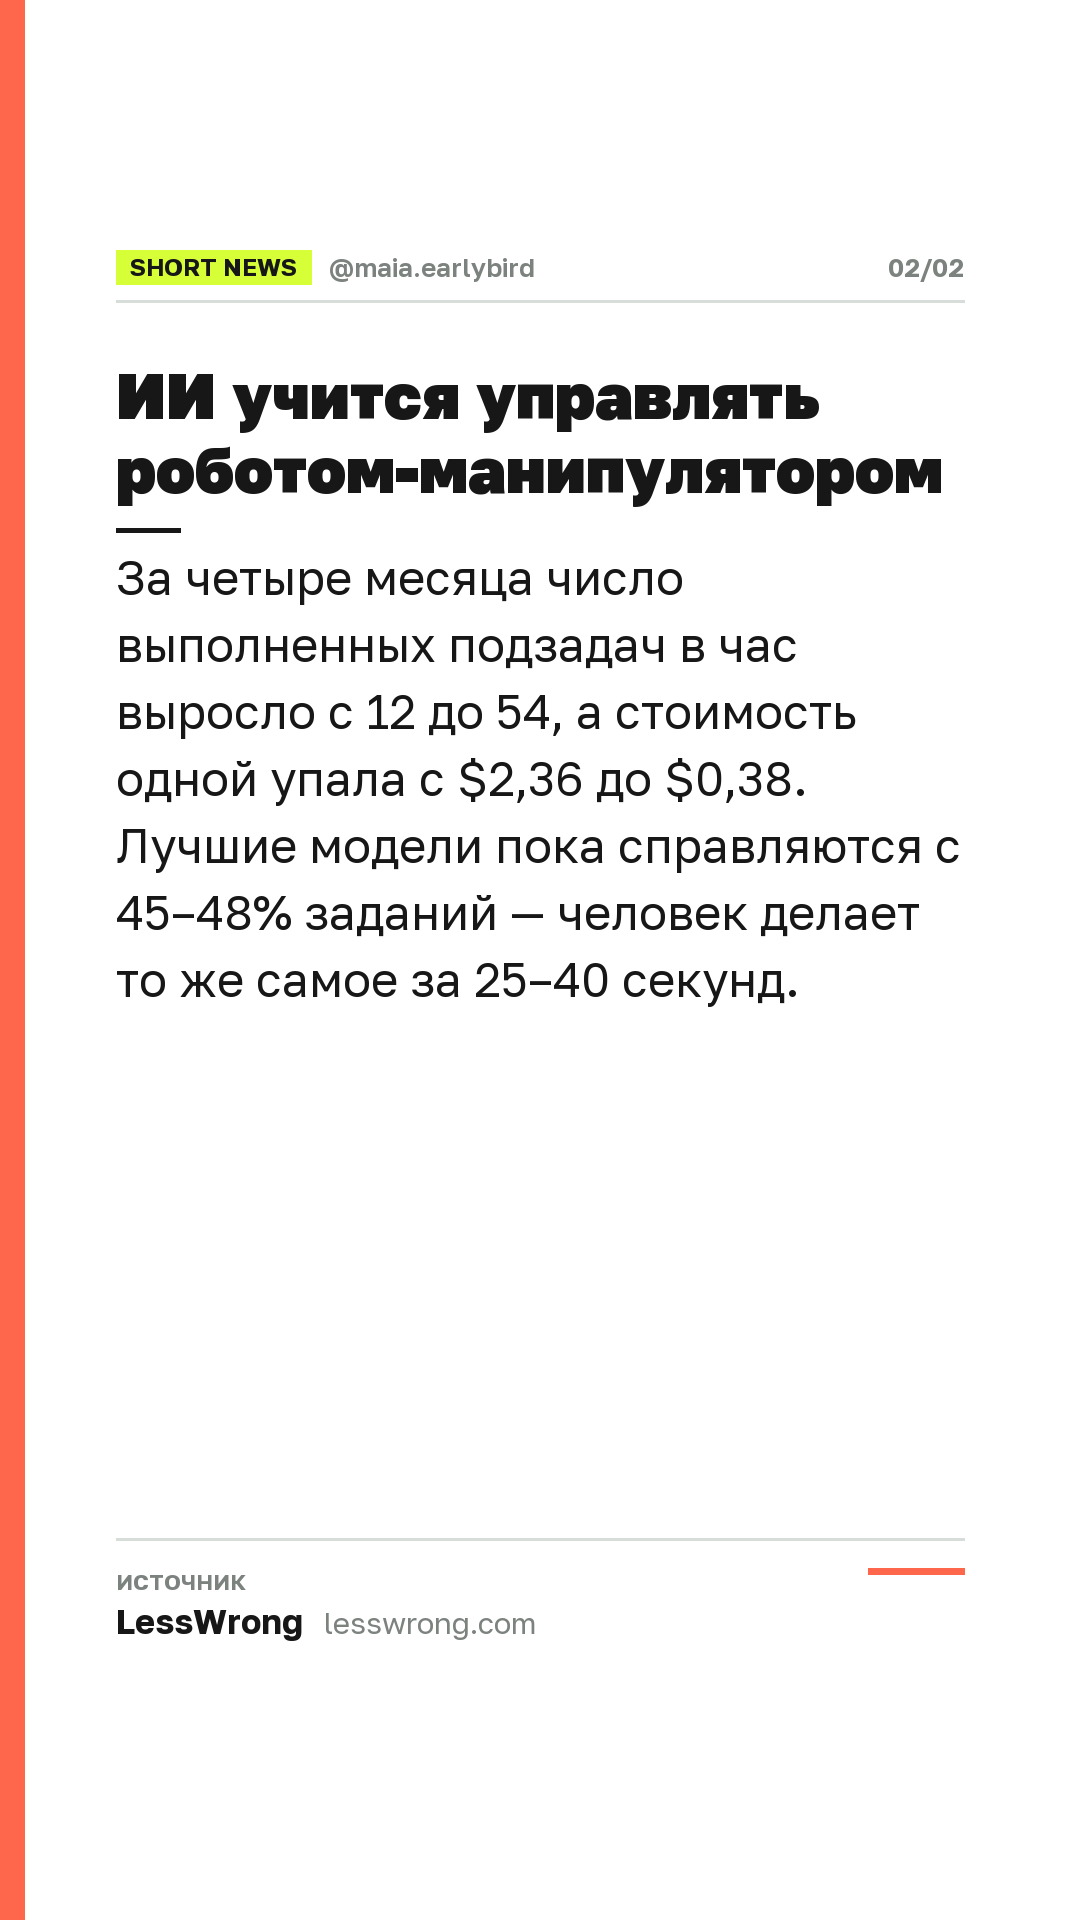 SHORT NEWS @maia.earlybird 02/02
ИИ учится управлять
роботом-манипулятором
За четыре месяца число
выполненных подзадач в час
выросло с 12 до 54, а стоимость
одной упала с $2,36 до $0,38.
Лучшие модели пока справляются с
45–48% заданий — человек делает
то же самое за 25–40 секунд.
источник
LessWrong lesswrong.com